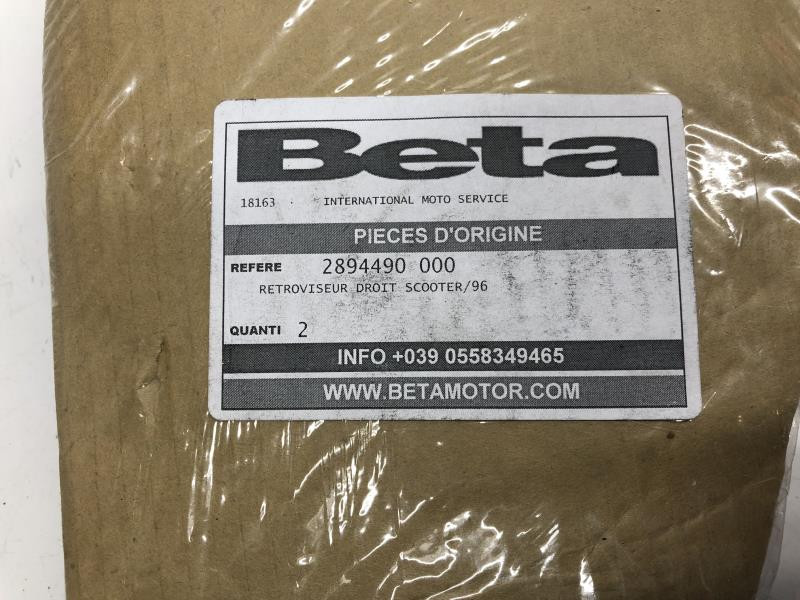 Beta
18163 · INTERNATIONAL MOTO SERVICE
PIECES D'ORIGINE
REFERE 2894490 000
RETROVISEUR DROIT SCOOTER/96
QUANTI 2
INFO +039 0558349465
WWW.BETAMOTOR.COM